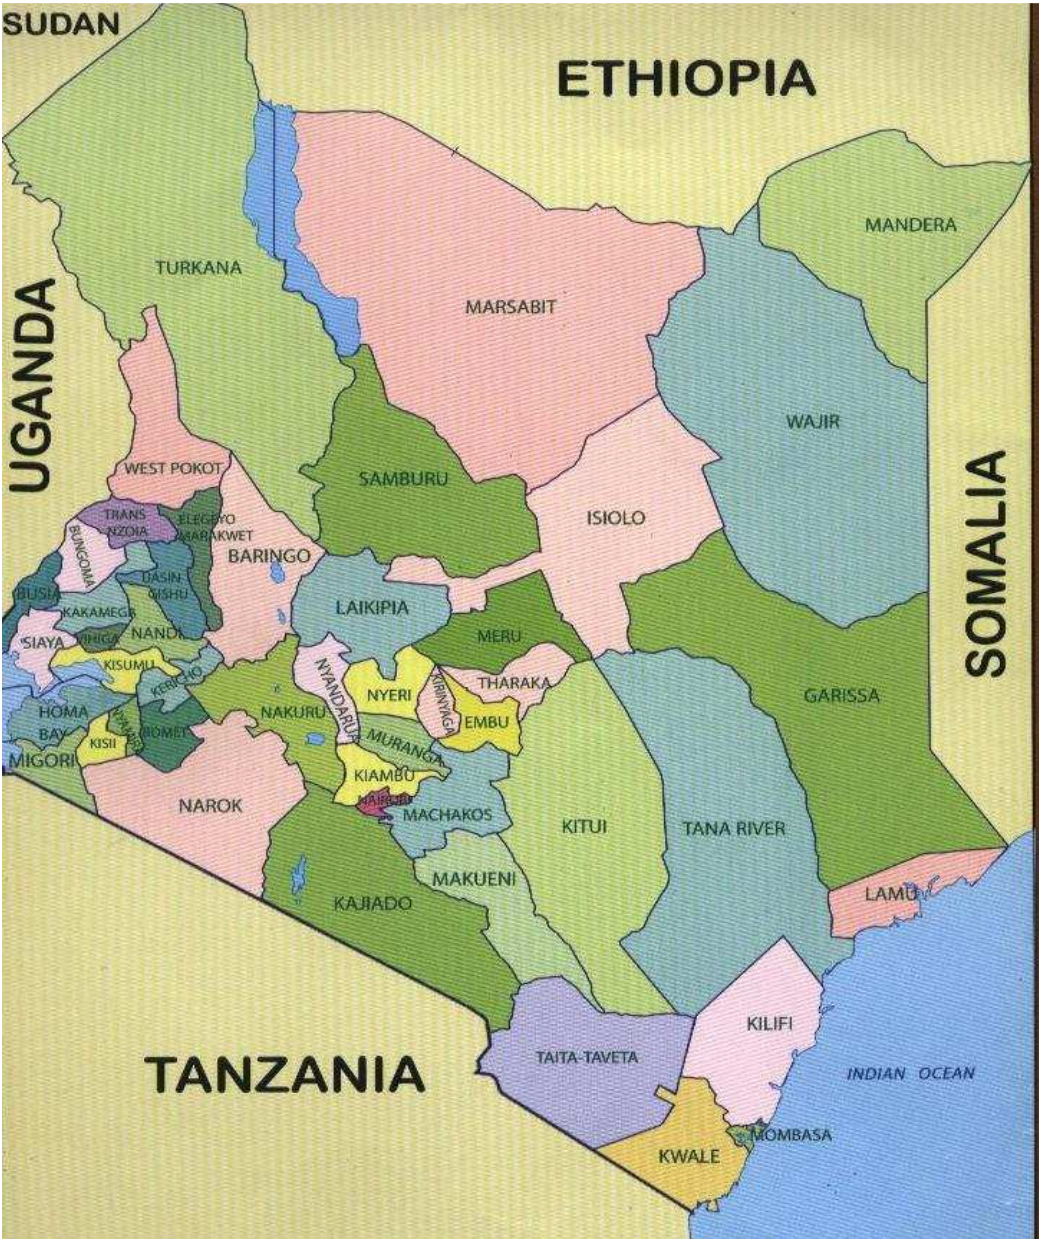 SUDAN
ETHIOPIA
MANDERA
TURKANA
MARSABIT
UGANDA
WAJIR
WEST POKOT
SAMBURU
SOMALIA
TRANS
NZOIA
ELEGEYO
MARAKWET
ISIOLO
BUNGOMA
BARINGO
DASIN
GISHU
BUSIA
LAIKIPIA
KAKAMEGA
SIAYA
VIHIGA
NANDI
MERU
KISUMU
KERICHO
NYANDARUA
NYERI
KIRINYAGA
THARAKA
GARISSA
HOMA
BAY
NAKURU
EMBU
KISII
BOMET
MURANGA
MIGORI
KIAMBU
NAIROBI
NAROK
MACHAKOS
KITUI
TANA RIVER
MAKUENI
KAJIADO
LAMU
KILIFI
TANZANIA
TAITA-TAVETA
INDIAN OCEAN
MOMBASA
KWALE